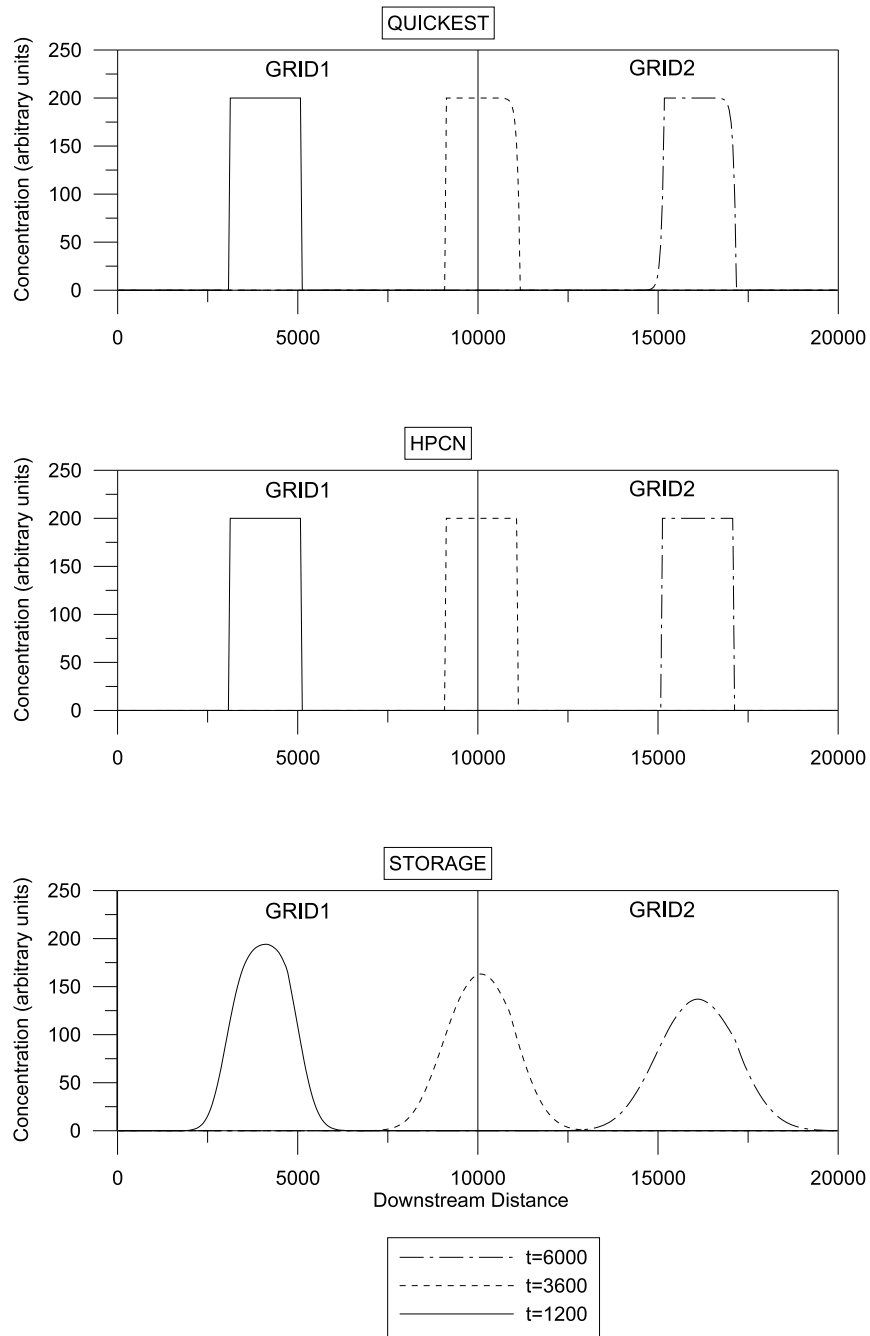 QUICKEST
Concentration (arbitrary units)
250
200
150
100
50
0
GRID1
GRID2
0
5000
10000
15000
20000
HPCN
Concentration (arbitrary units)
250
200
150
100
50
0
GRID1
GRID2
0
5000
10000
15000
20000
STORAGE
Concentration (arbitrary units)
250
200
150
100
50
0
GRID1
GRID2
0
5000
10000
15000
20000
Downstream Distance
t=6000
t=3600
t=1200